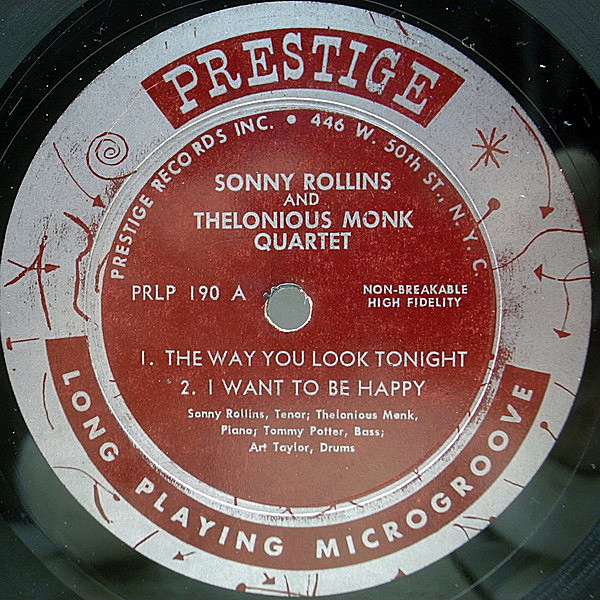 PRESTIGE
PRESTIGE RECORDS INC. • 446 W. 50th ST., N.Y.C.
SONNY ROLLINS
AND
THELONIOUS MONK
QUARTET
PRLP 190 A
NON-BREAKABLE
HIGH FIDELITY
1. THE WAY YOU LOOK TONIGHT
2. I WANT TO BE HAPPY
Sonny Rollins, Tenor; Thelonious Monk,
Piano; Tommy Potter, Bass;
Art Taylor, Drums
LONG PLAYING MICROGROOVE